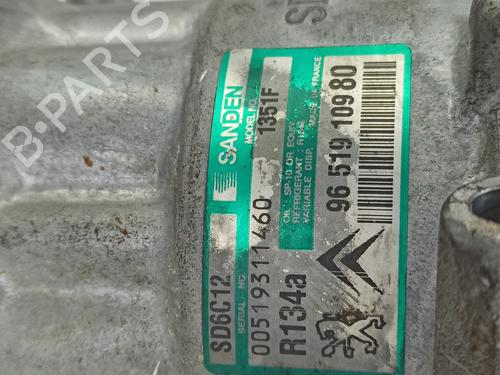 SANDEN
MODEL NO. 1351F
SD6C12
SERIAL NO. 00519311460
OIL : SP-10 OR EQUIV.
REFRIGERANT : R134a
VARIABLE DISP. MADE IN FRANCE
R134a
96 519 10980
SD
B-PARTS